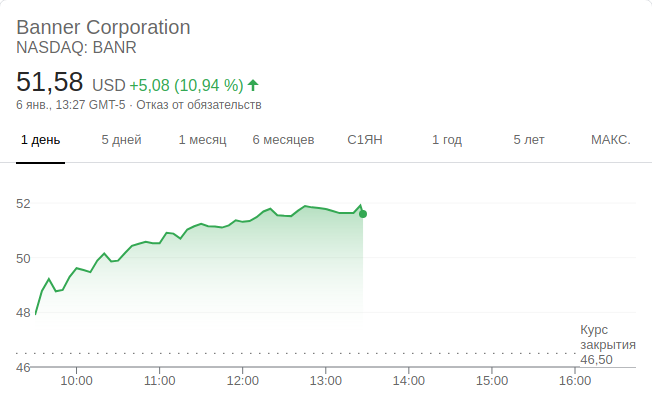 Banner Corporation
NASDAQ: BANR
51,58 USD +5,08 (10,94 %)
6 янв., 13:27 GMT-5 · Отказ от обязательств
1 день 5 дней 1 месяц 6 месяцев С1ЯН 1 год 5 лет МАКС.
52
50
48
Курс
закрытия
46,50
46
10:00 11:00 12:00 13:00 14:00 15:00 16:00